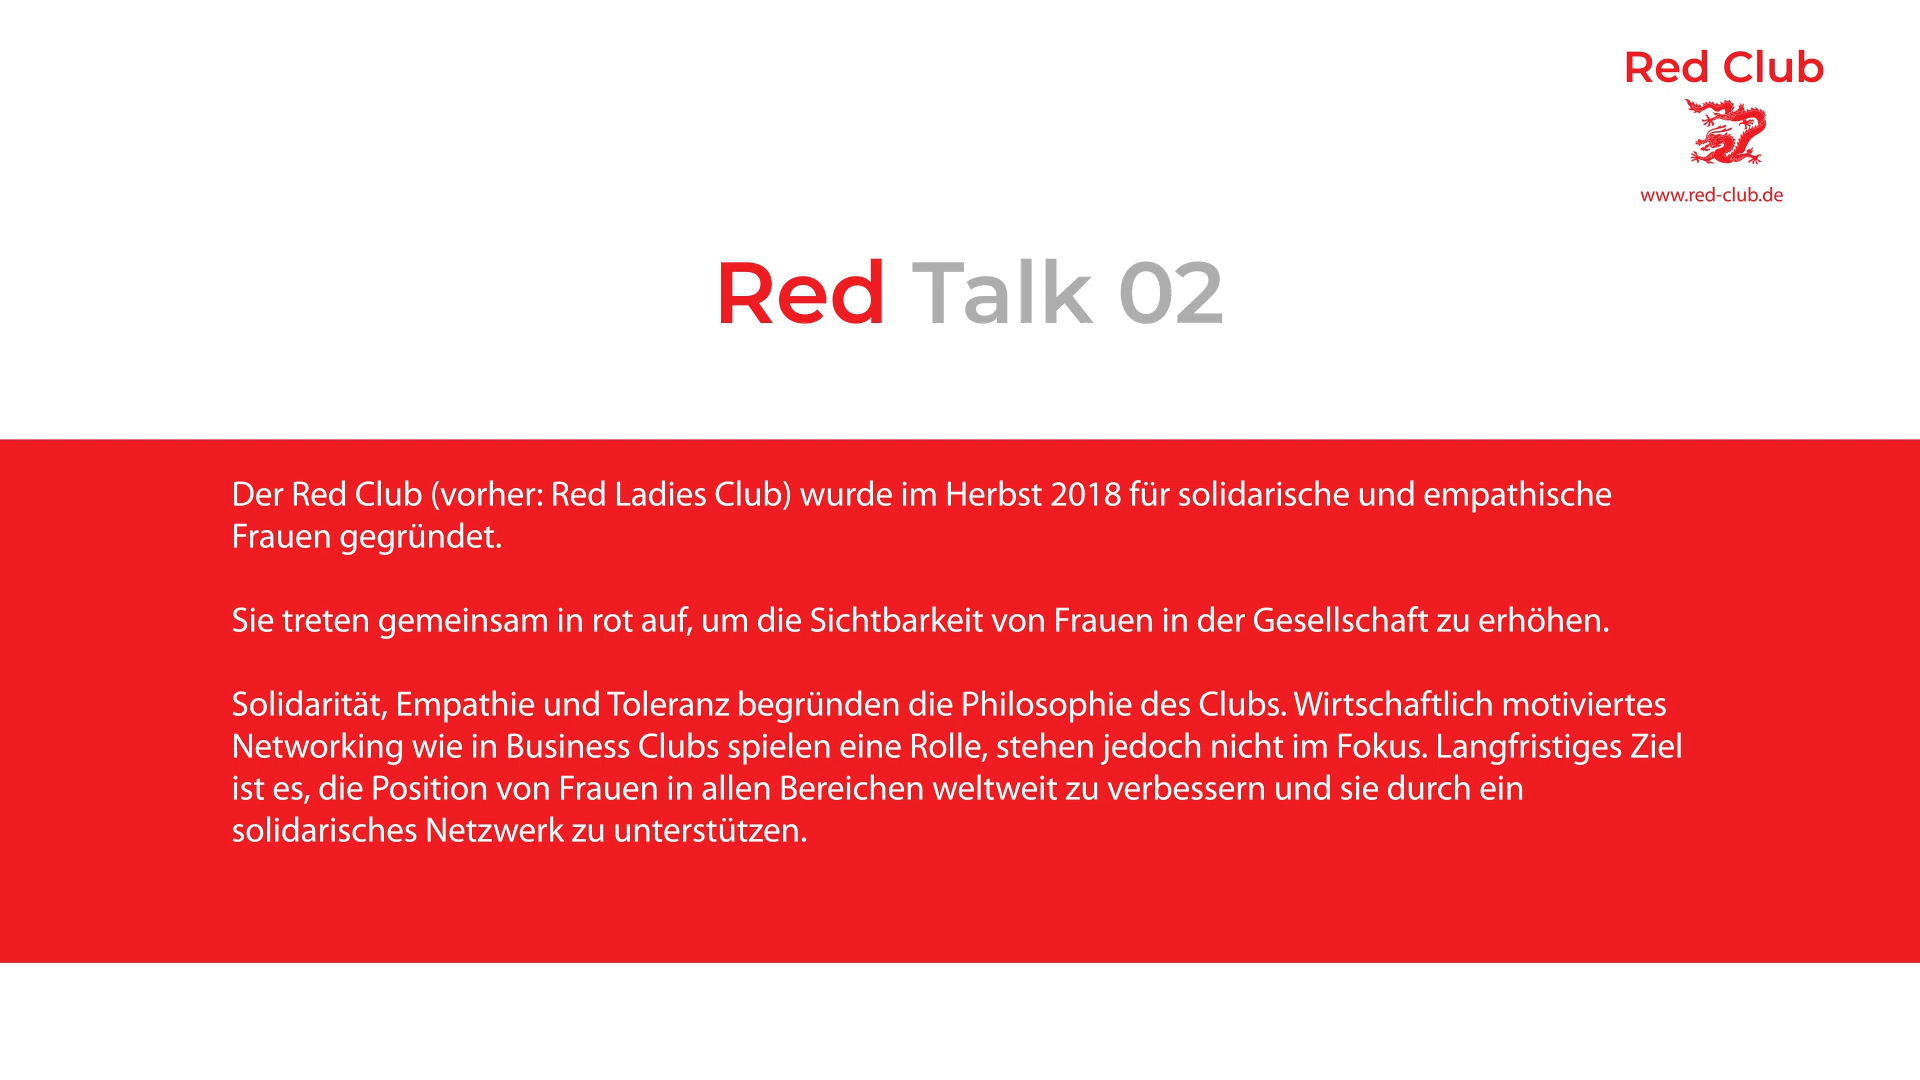 Red Club
www.red-club.de
Red Talk 02
Der Red Club (vorher: Red Ladies Club) wurde im Herbst 2018 für solidarische und empathische
Frauen gegründet.
Sie treten gemeinsam in rot auf, um die Sichtbarkeit von Frauen in der Gesellschaft zu erhöhen.
Solidarität, Empathie und Toleranz begründen die Philosophie des Clubs. Wirtschaftlich motiviertes
Networking wie in Business Clubs spielen eine Rolle, stehen jedoch nicht im Fokus. Langfristiges Ziel
ist es, die Position von Frauen in allen Bereichen weltweit zu verbessern und sie durch ein
solidarisches Netzwerk zu unterstützen.